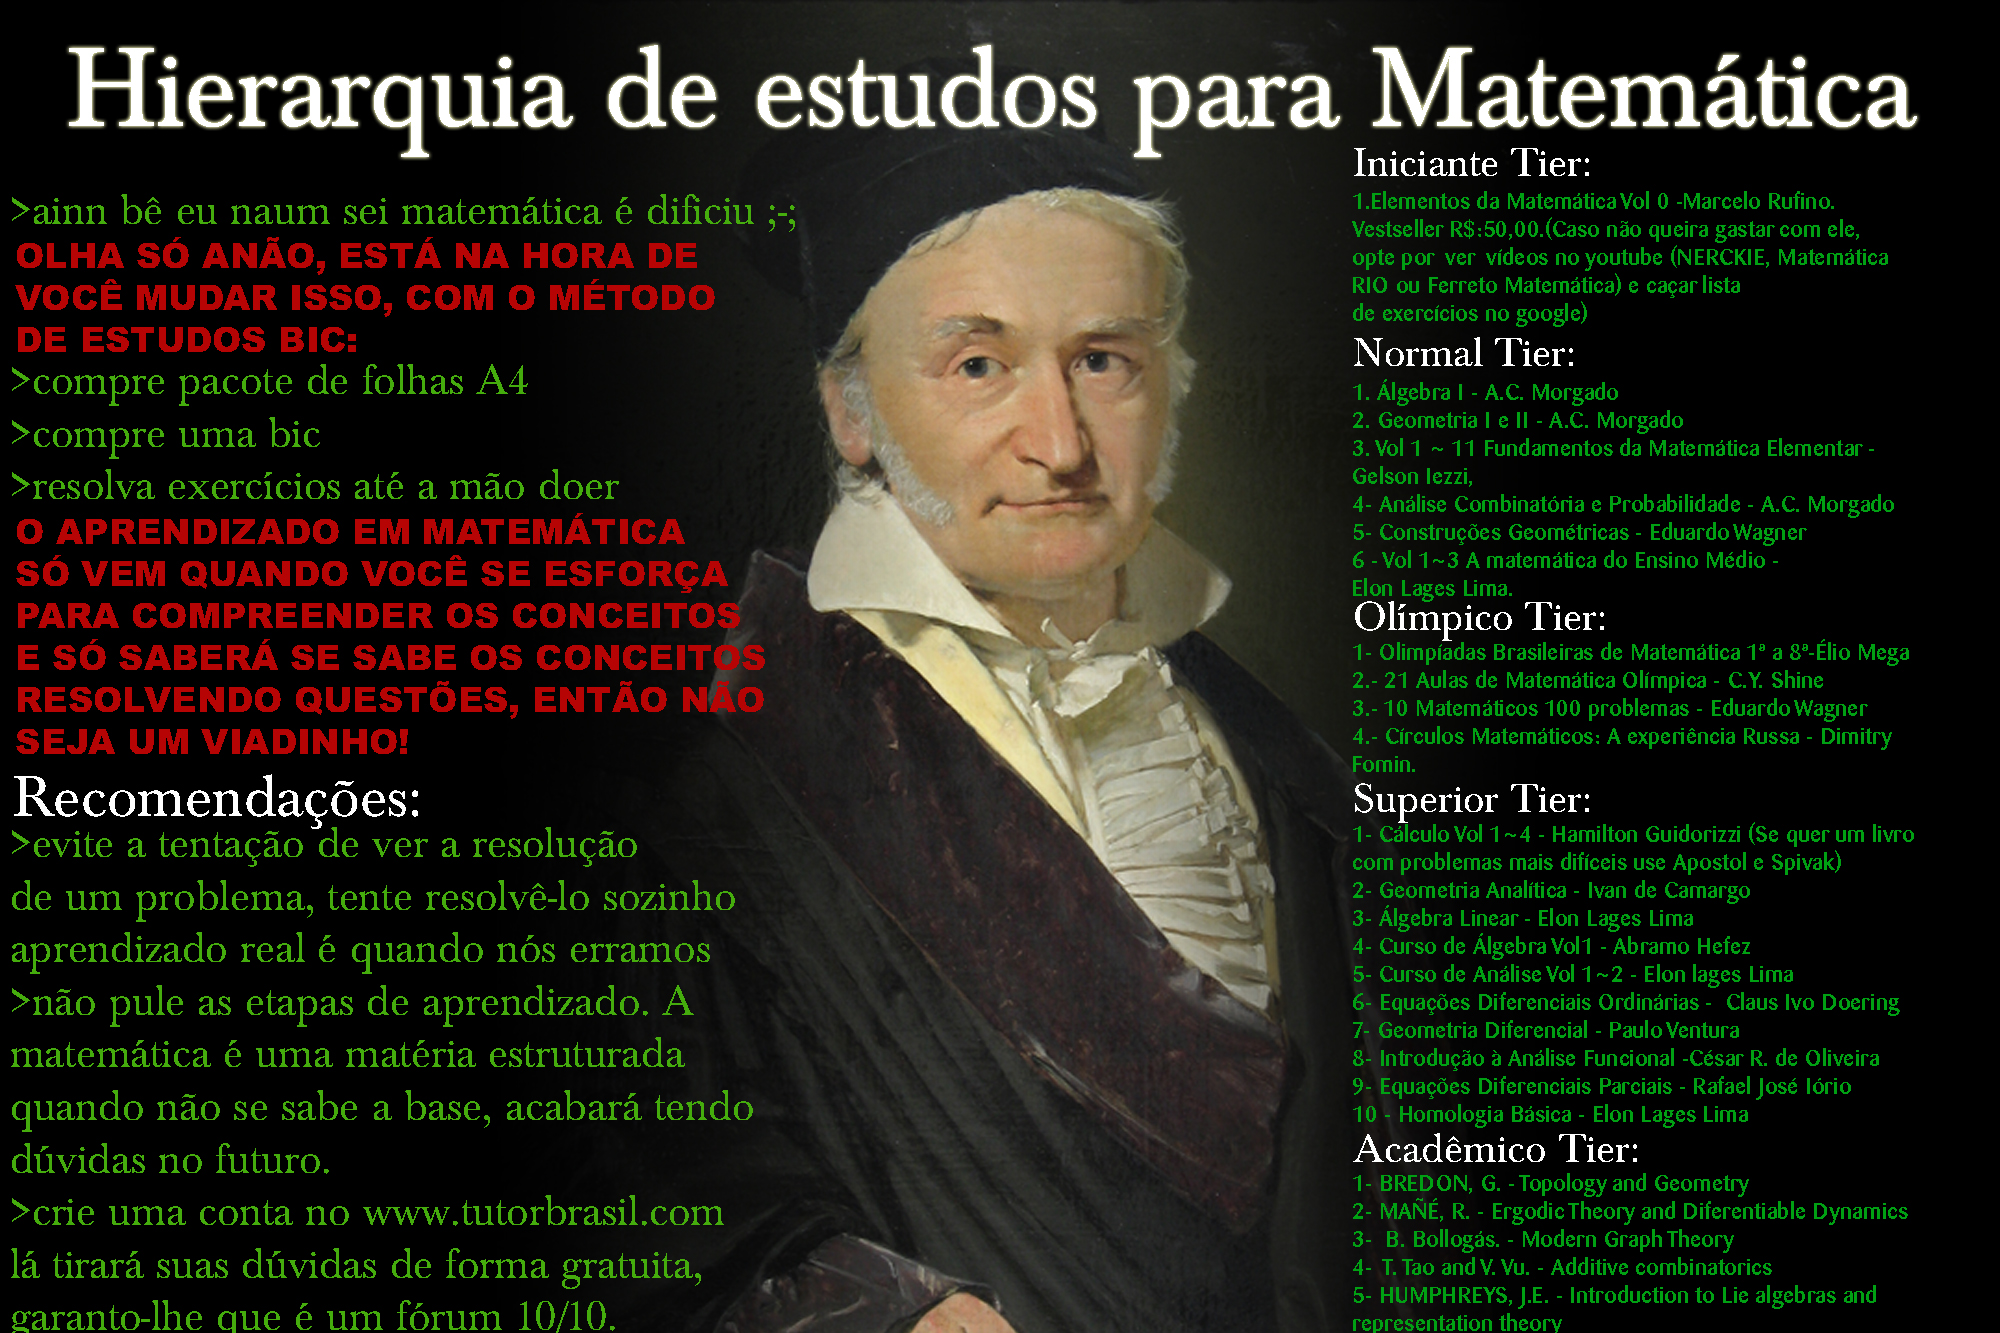 Hierarquia de estudos para Matemática
>ainn bê eu naum sei matemática é dificiu ;-;
OLHA SÓ ANÃO, ESTÁ NA HORA DE
VOCÊ MUDAR ISSO, COM O MÉTODO
DE ESTUDOS BIC:
>compre pacote de folhas A4
>compre uma bic
>resolva exercícios até a mão doer
O APRENDIZADO EM MATEMÁTICA
SÓ VEM QUANDO VOCÊ SE ESFORÇA
PARA COMPREENDER OS CONCEITOS
E SÓ SABERÁ SE SABE OS CONCEITOS
RESOLVENDO QUESTÕES, ENTÃO NÃO
SEJA UM VIADINHO!
Recomendações:
>evite a tentação de ver a resolução
de um problema, tente resolvê-lo sozinho
aprendizado real é quando nós erramos
>não pule as etapas de aprendizado. A
matemática é uma matéria estruturada
quando não se sabe a base, acabará tendo
dúvidas no futuro.
>crie uma conta no www.tutorbrasil.com
lá tirará suas dúvidas de forma gratuita,
garanto-lhe que é um fórum 10/10.
Iniciante Tier:
1.Elementos da Matemática Vol 0 -Marcelo Rufino.
Vestseller R$:50,00.(Caso não queira gastar com ele,
opte por ver vídeos no youtube (NERCKIE, Matemática
RIO ou Ferreto Matemática) e caçar lista
de exercícios no google)
Normal Tier:
1. Álgebra I - A.C. Morgado
2. Geometria I e II - A.C. Morgado
3. Vol 1 ~ 11 Fundamentos da Matemática Elementar -
Gelson Iezzi,
4- Análise Combinatória e Probabilidade - A.C. Morgado
5- Construções Geométricas - Eduardo Wagner
6 - Vol 1~3 A matemática do Ensino Médio -
Elon Lages Lima.
Olímpico Tier:
1- Olimpíadas Brasileiras de Matemática 1ª a 8ª-Élio Mega
2.- 21 Aulas de Matemática Olímpica - C.Y. Shine
3.- 10 Matemáticos 100 problemas - Eduardo Wagner
4.- Círculos Matemáticos: A experiência Russa - Dimitry
Fomin.
Superior Tier:
1- Cálculo Vol 1~4 - Hamilton Guidorizzi (Se quer um livro
com problemas mais difíceis use Apostol e Spivak)
2- Geometria Analítica - Ivan de Camargo
3- Álgebra Linear - Elon Lages Lima
4- Curso de Álgebra Vol1 - Abramo Hefez
5- Curso de Análise Vol 1~2 - Elon lages Lima
6- Equações Diferenciais Ordinárias - Claus Ivo Doering
7- Geometria Diferencial - Paulo Ventura
8- Introdução à Análise Funcional -César R. de Oliveira
9- Equações Diferenciais Parciais - Rafael José Iório
10 - Homologia Básica - Elon Lages Lima
Acadêmico Tier:
1- BREDON, G. - Topology and Geometry
2- MAÑÉ, R. - Ergodic Theory and Diferentiable Dynamics
3- B. Bollogás. - Modern Graph Theory
4- T. Tao and V. Vu. - Additive combinatorics
5- HUMPHREYS, J.E. - Introduction to Lie algebras and
representation theory